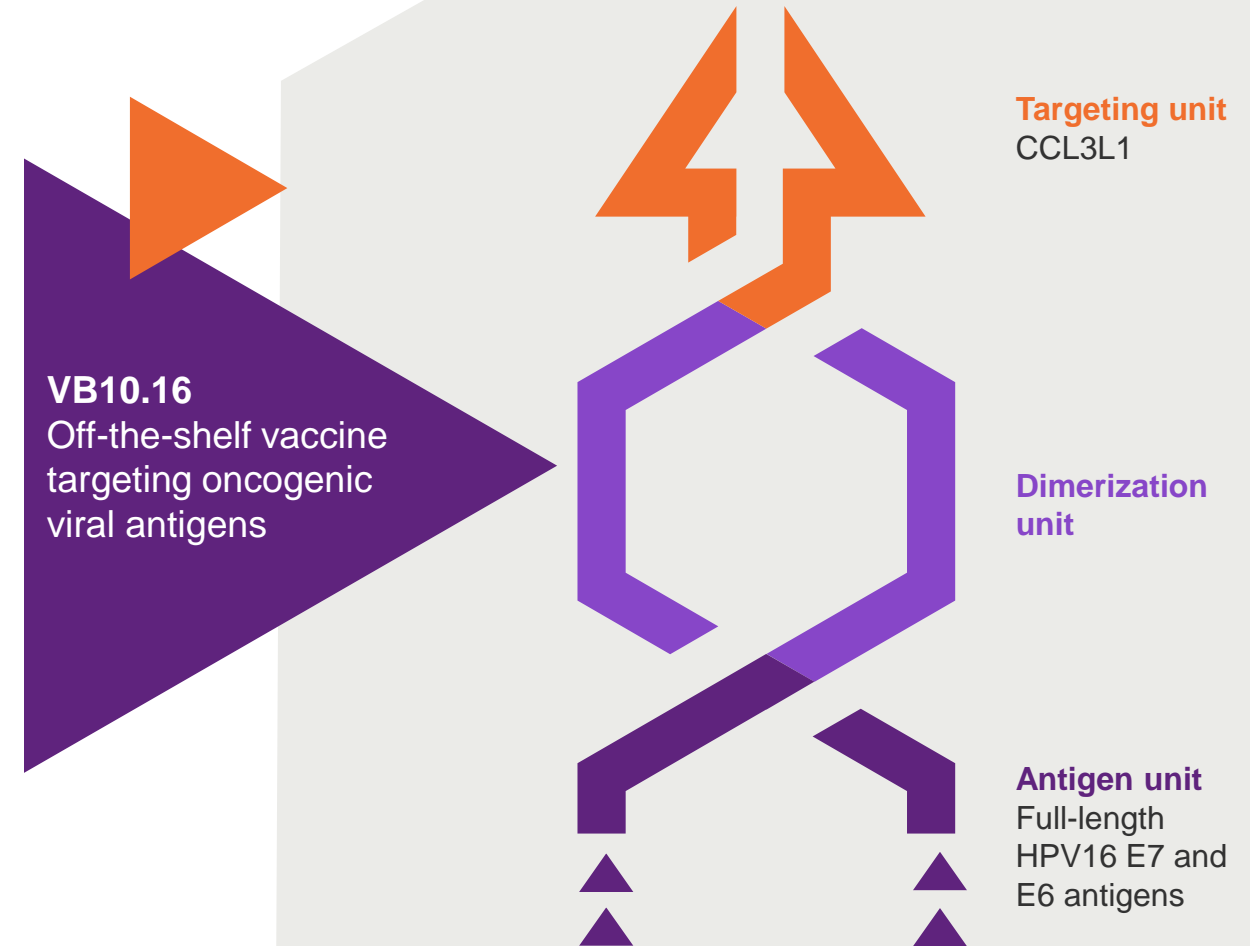 VB10.16
Off-the-shelf vaccine
targeting oncogenic
viral antigens
Targeting unit
CCL3L1
Dimerization
unit
Antigen unit
Full-length
HPV16 E7 and
E6 antigens